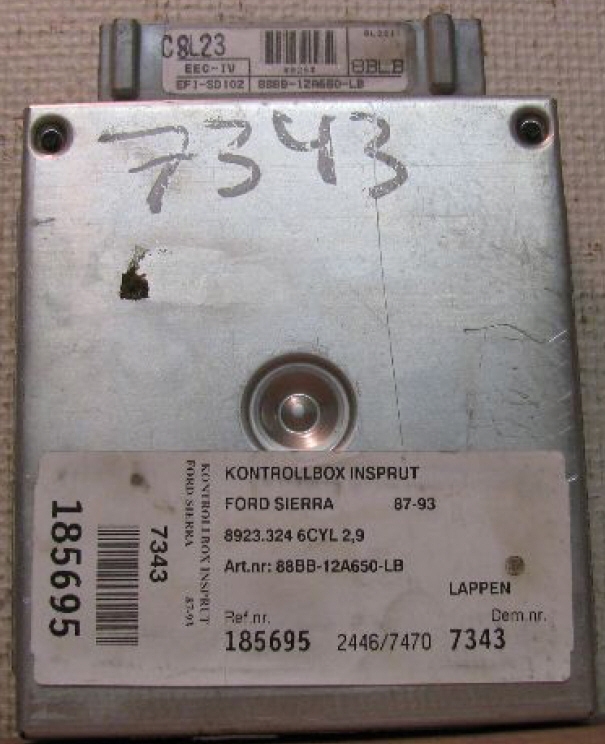 C8L23
EEC-IV
8BLB
EFI-SD102
88BB-12A650-LB
7343
KONTROLLBOX INSPRUT
FORD SIERRA 87-93
8923.324 6CYL 2,9
Art.nr: 88BB-12A650-LB
LAPPEN
Ref.nr. Dem.nr.
185695 2446/7470 7343
KONTROLLBOX INSPRUT
FORD SIERRA 87-93
7343
185695